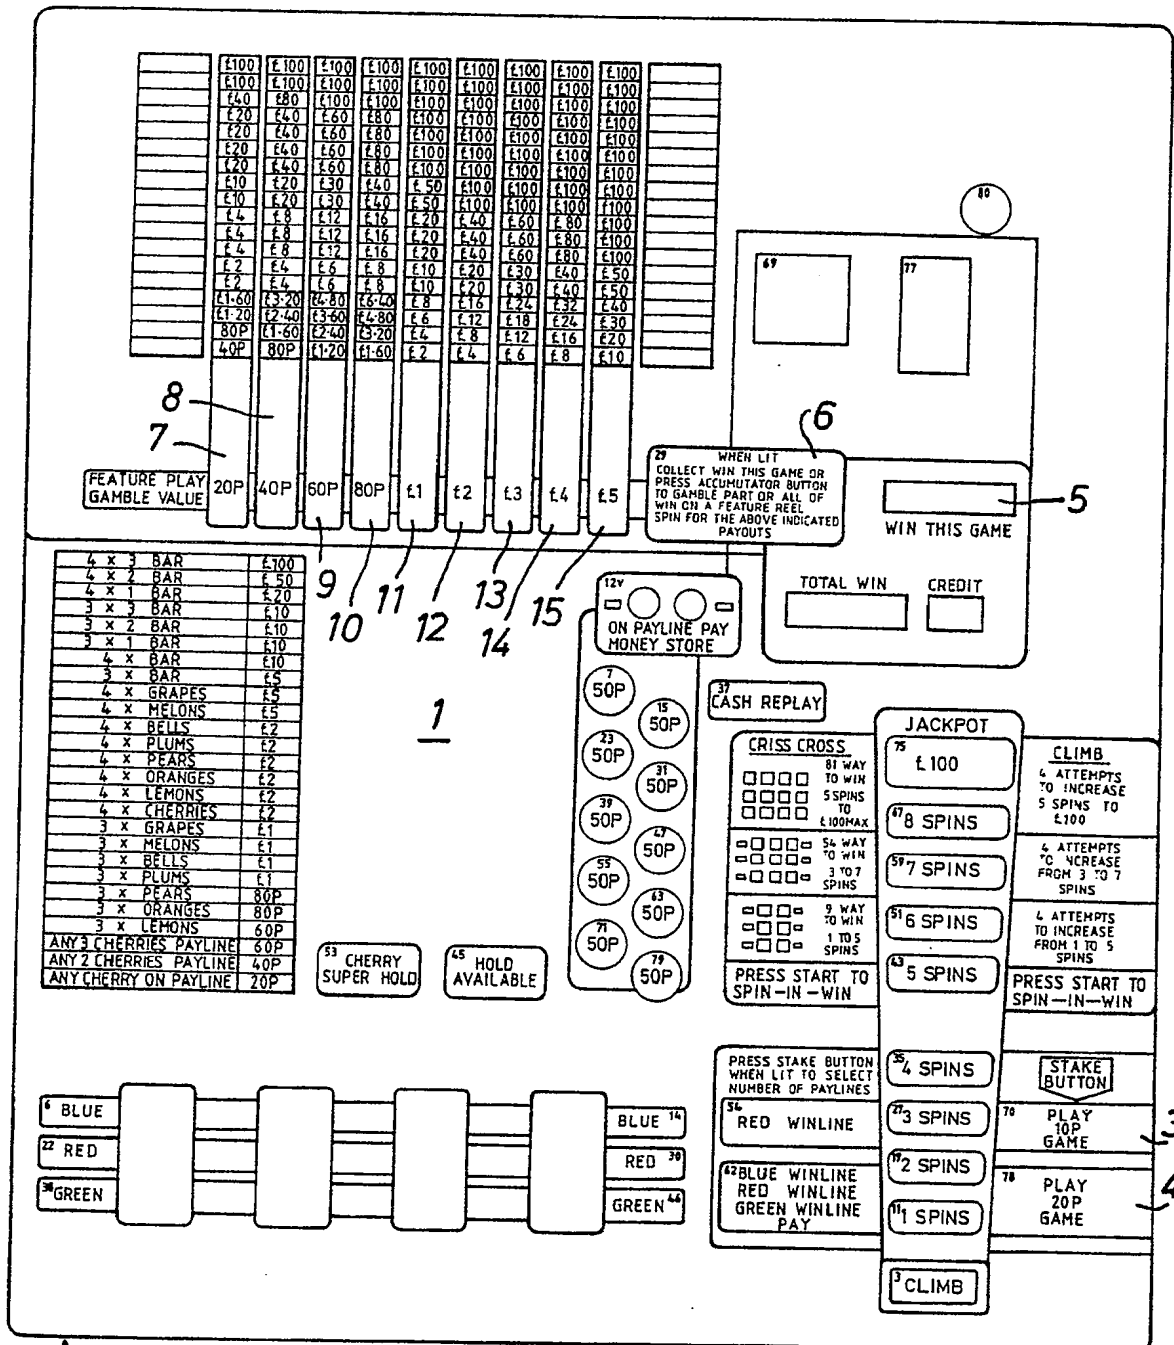 £100 £100 £100 £100 £100 £100 £100 £100 £100
£100 £100 £100 £100 £100 £100 £100 £100 £100
£40 £80 £100 £100 £100 £100 £100 £100 £100
£20 £40 £60 £80 £100 £100 £100 £100 £100
£20 £40 £60 £80 £100 £100 £100 £100 £100
£20 £40 £60 £80 £100 £100 £100 £100 £100
£20 £40 £60 £80 £100 £100 £100 £100 £100
£10 £20 £30 £40 £50 £100 £100 £100 £100
£10 £20 £30 £40 £50 £100 £100 £100 £100
£4 £8 £12 £16 £20 £40 £60 £80 £100
£4 £8 £12 £16 £20 £40 £60 £80 £100
£4 £8 £12 £16 £20 £40 £60 £80 £100
£2 £4 £6 £8 £10 £20 £30 £40 £50
£2 £4 £6 £8 £10 £20 £30 £40 £50
£1·60 £3·20 £4·80 £6·40 £8 £16 £24 £32 £40
£1·20 £2·40 £3·60 £4·80 £6 £12 £18 £24 £30
80P £1·60 £2·40 £3·20 £4 £8 £12 £16 £20
40P 80P £1·20 £1·60 £2 £4 £6 £8 £10
80
69 77
7 8
FEATURE PLAY
GAMBLE VALUE
20P 40P 60P 80P £1 £2 £3 £4 £5
6
29 WHEN LIT
COLLECT WIN THIS GAME OR
PRESS ACCUMUTATOR BUTTON
TO GAMBLE PART OR ALL OF
WIN ON A FEATURE REEL
SPIN FOR THE ABOVE INDICATED
PAYOUTS
5
WIN THIS GAME
TOTAL WIN CREDIT
9 10 11 12 13 14 15
4 x 3 BAR £100
4 x 2 BAR £50
4 x 1 BAR £20
3 x 3 BAR £10
3 x 2 BAR £10
3 x 1 BAR £10
4 x BAR £10
3 x BAR £5
4 x GRAPES £5
4 x MELONS £5
4 x BELLS £2
4 x PLUMS £2
4 x PEARS £2
4 x ORANGES £2
4 x LEMONS £2
4 x CHERRIES £2
3 x GRAPES £1
3 x MELONS £1
3 x BELLS £1
3 x PLUMS £1
3 x PEARS 80P
3 x ORANGES 80P
3 x LEMONS 60P
ANY 3 CHERRIES PAYLINE 60P
ANY 2 CHERRIES PAYLINE 40P
ANY CHERRY ON PAYLINE 20P
1
12V
ON PAYLINE PAY
MONEY STORE
7 50P
15 50P
23 50P
31 50P
39 50P
47 50P
55 50P
63 50P
71 50P
79 50P
37 CASH REPLAY
53 CHERRY
SUPER HOLD
45 HOLD
AVAILABLE
CRISS CROSS
81 WAY
TO WIN
5 SPINS
TO
£100MAX
54 WAY
TO WIN
3 TO 7
SPINS
9 WAY
TO WIN
1 TO 5
SPINS
PRESS START TO
SPIN-IN-WIN
JACKPOT
75 £100
67 8 SPINS
59 7 SPINS
51 6 SPINS
43 5 SPINS
35 4 SPINS
27 3 SPINS
19 2 SPINS
11 1 SPINS
3 CLIMB
CLIMB
4 ATTEMPTS
TO INCREASE
5 SPINS TO
£100
4 ATTEMPTS
TO NCREASE
FROM 3 TO 7
SPINS
4 ATTEMPTS
TO INCREASE
FROM 1 TO 5
SPINS
PRESS START TO
SPIN-IN-WIN
PRESS STAKE BUTTON
WHEN LIT TO SELECT
NUMBER OF PAYLINES
54
RED WINLINE
62 BLUE WINLINE
RED WINLINE
GREEN WINLINE
PAY
STAKE
BUTTON
70 PLAY
10P
GAME
3
78 PLAY
20P
GAME
4
6 BLUE BLUE 14
22 RED RED 30
38 GREEN GREEN 46